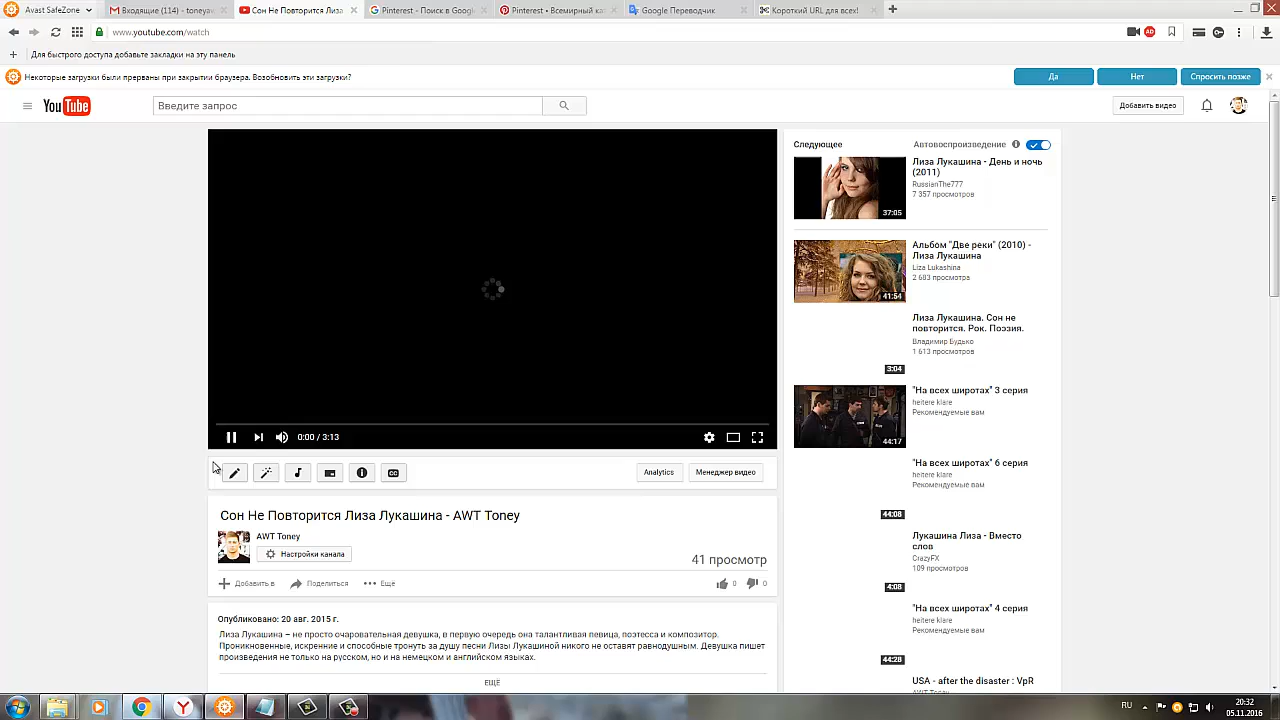 Avast SafeZone
Входящие (114) - toneya
Сон Не Повторится Лиза
Pinterest - Поиск в Googl
Pinterest • Всемирный ка
Google Переводчик
Короткий URL для всех!
www.youtube.com/watch
AD
Для быстрого доступа добавьте закладки на эту панель
Некоторые загрузки были прерваны при закрытии браузера. Возобновить эти загрузки?
Да
Нет
Спросить позже
YouTube
Введите запрос
Добавить видео
0:00 / 3:13
Analytics
Менеджер видео
Сон Не Повторится Лиза Лукашина - AWT Toney
AWT Toney
Настройки канала
41 просмотр
Добавить в
Поделиться
Ещё
0
0
Опубликовано: 20 авг. 2015 г.
Лиза Лукашина – не просто очаровательная девушка, в первую очередь она талантливая певица, поэтесса и композитор.
Проникновенные, искрение и способные тронуть за душу песни Лизы Лукашиной никого не оставят равнодушным. Девушка пишет
произведения не только на русском, но и на немецком и английском языках.
ЕЩЁ
Следующее
Автовоспроизведение
Лиза Лукашина - День и ночь
(2011)
RussianThe777
7 357 просмотров
37:05
Альбом "Две реки" (2010) -
Лиза Лукашина
Liza Lukashina
2 683 просмотра
41:54
Лиза Лукашина. Сон не
повторится. Рок. Поэзия.
Владимир Будько
1 613 просмотров
3:04
"На всех широтах" 3 серия
heitere klare
Рекомендуемые вам
44:17
"На всех широтах" 6 серия
heitere klare
Рекомендуемые вам
44:08
Лукашина Лиза - Вместо
слов
CrazyFX
109 просмотров
4:08
"На всех широтах" 4 серия
heitere klare
Рекомендуемые вам
44:28
USA - after the disaster : VpR
AWT Toney
RU
20:32
05.11.2016